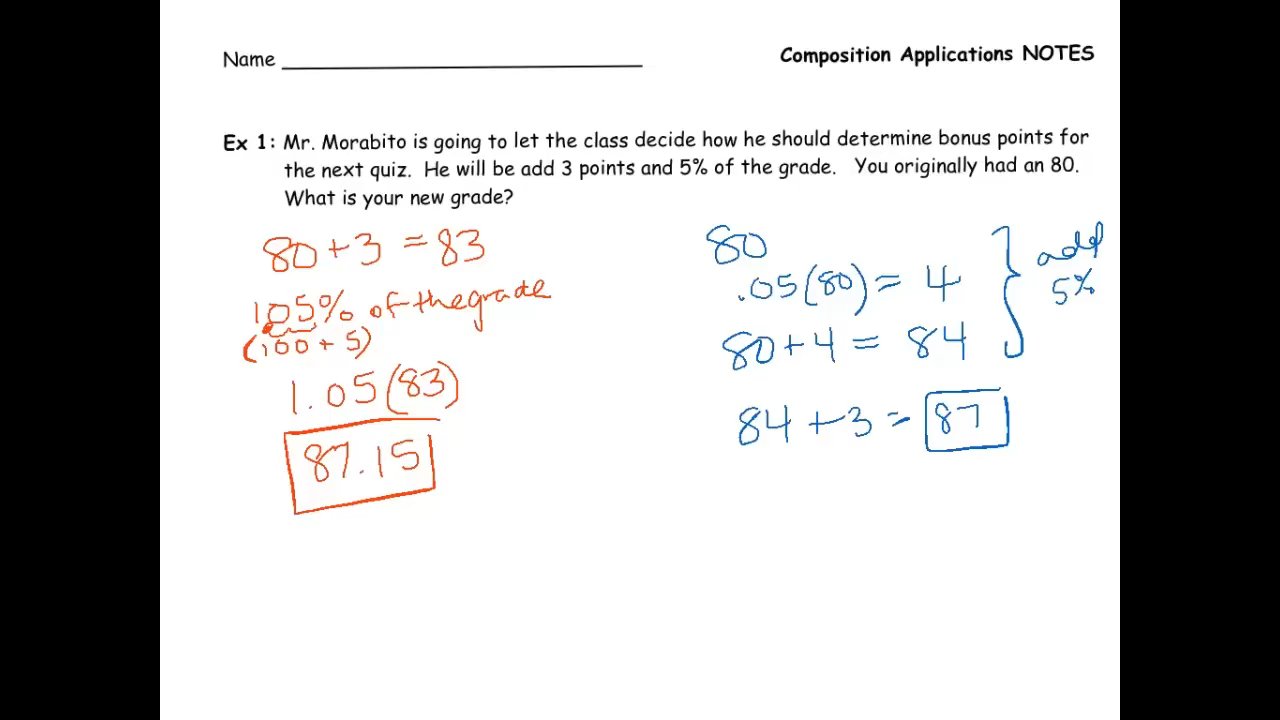 Name ____________________ Composition Applications NOTES
Ex 1: Mr. Morabito is going to let the class decide how he should determine bonus points for
the next quiz. He will be add 3 points and 5% of the grade. You originally had an 80.
What is your new grade?
80 + 3 = 83
105% of the grade
(100 + 5)
1.05(83)
87.15
80
.05(80) = 4
80 + 4 = 84
add
5%
84 + 3 = 87